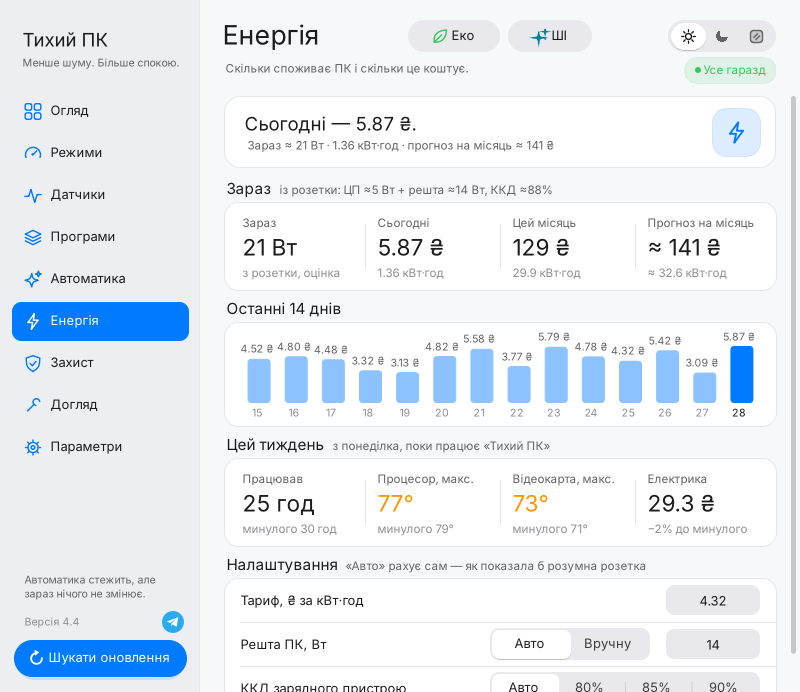 Тихий ПК
Менше шуму. Більше спокою.
Огляд
Режими
Датчики
Програми
Автоматика
Енергія
Захист
Догляд
Параметри
Автоматика стежить, але
зараз нічого не змінює.
Версія 4.4
Шукати оновлення
Енергія
Еко
ШІ
Скільки споживає ПК і скільки це коштує.
Усе гаразд
Сьогодні — 5.87 ₴.
Зараз ≈ 21 Вт · 1.36 кВт·год · прогноз на місяць ≈ 141 ₴
Зараз із розетки: ЦП ≈5 Вт + решта ≈14 Вт, ККД ≈88%
Зараз Сьогодні Цей місяць Прогноз на місяць
21 Вт 5.87 ₴ 129 ₴ ≈ 141 ₴
з розетки, оцінка 1.36 кВт·год 29.9 кВт·год ≈ 32.6 кВт·год
Останні 14 днів
4.52 ₴ 4.80 ₴ 4.48 ₴ 3.32 ₴ 3.13 ₴ 4.82 ₴ 5.58 ₴ 3.77 ₴ 5.79 ₴ 4.78 ₴ 4.32 ₴ 5.42 ₴ 3.09 ₴ 5.87 ₴
15 16 17 18 19 20 21 22 23 24 25 26 27 28
Цей тиждень з понеділка, поки працює «Тихий ПК»
Працював Процесор, макс. Відеокарта, макс. Електрика
25 год 77° 73° 29.3 ₴
минулого 30 год минулого 79° минулого 71° −2% до минулого
Налаштування «Авто» рахує сам — як показала б розумна розетка
Тариф, ₴ за кВт·год 4.32
Решта ПК, Вт Авто Вручну 14
ККД зарядного пристрою Авто 80% 85% 90%